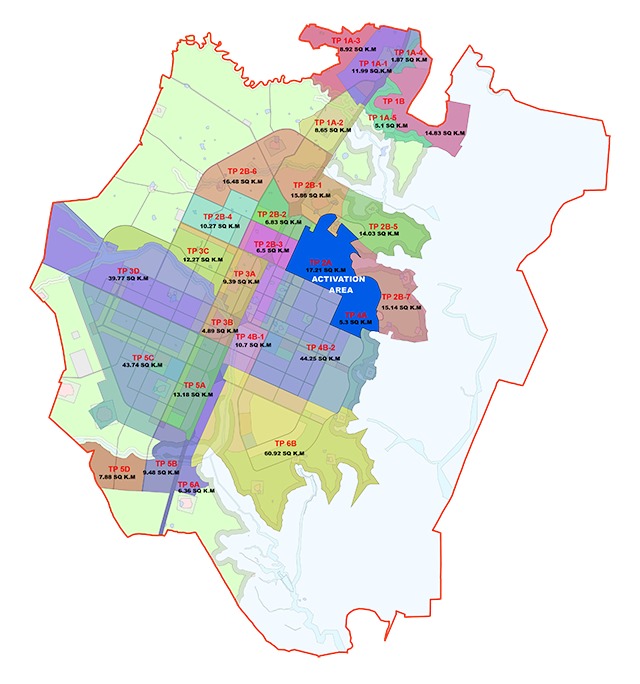 TP 1A-3
8.92 SQ K.M
TP 1A-4
1.87 SQ K.M
TP 1A-1
11.99 SQ.K.M
TP 1B
14.83 SQ K.M
TP 1A-5
5.1 SQ K.M
TP 1A-2
8.65 SQ K.M
TP 2B-6
16.48 SQ K.M
TP 2B-1
15.86 SQ K.M
TP 2B-4
10.27 SQ K.M
TP 2B-2
6.83 SQ K.M
TP 2B-5
14.03 SQ K.M
TP 2B-3
6.5 SQ K.M
TP 3C
12.27 SQ K.M
TP 2A
17.21 SQ K.M
ACTIVATION
AREA
TP 3D
39.77 SQ K.M
TP 3A
9.39 SQ K.M
TP 2B-7
15.14 SQ K.M
TP 4A
5.3 SQ K.M
TP 3B
4.89 SQ K.M
TP 4B-1
10.7 SQ K.M
TP 4B-2
44.25 SQ K.M
TP 5C
43.74 SQ K.M
TP 5A
13.18 SQ K.M
TP 6B
60.92 SQ K.M
TP 5D
7.88 SQ K.M
TP 5B
9.48 SQ K.M
TP 6A
6.36 SQ K.M